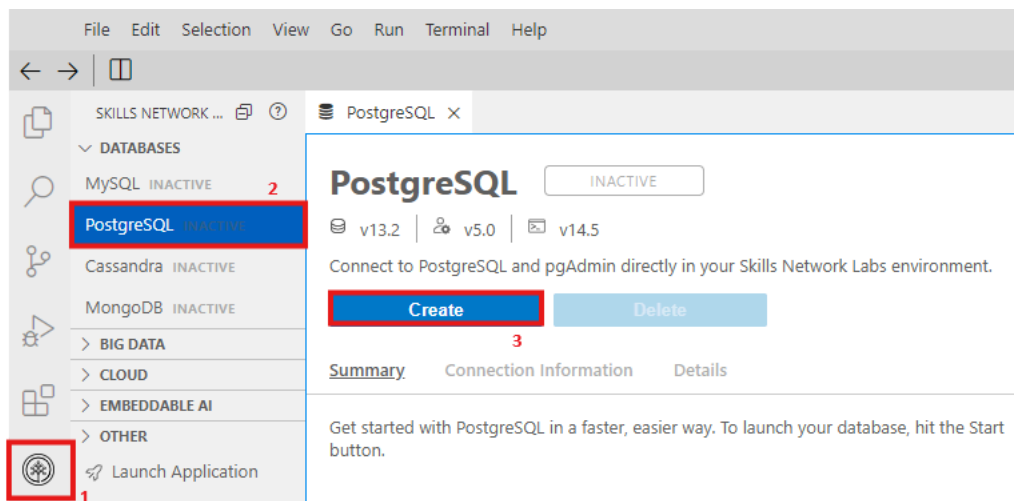 File Edit Selection View Go Run Terminal Help
SKILLS NETWORK ...
PostgreSQL
DATABASES
MySQL INACTIVE
2
PostgreSQL INACTIVE
Cassandra INACTIVE
MongoDB INACTIVE
BIG DATA
CLOUD
EMBEDDABLE AI
OTHER
Launch Application
1
PostgreSQL INACTIVE
v13.2 v5.0 v14.5
Connect to PostgreSQL and pgAdmin directly in your Skills Network Labs environment.
Create Delete
3
Summary Connection Information Details
Get started with PostgreSQL in a faster, easier way. To launch your database, hit the Start
button.